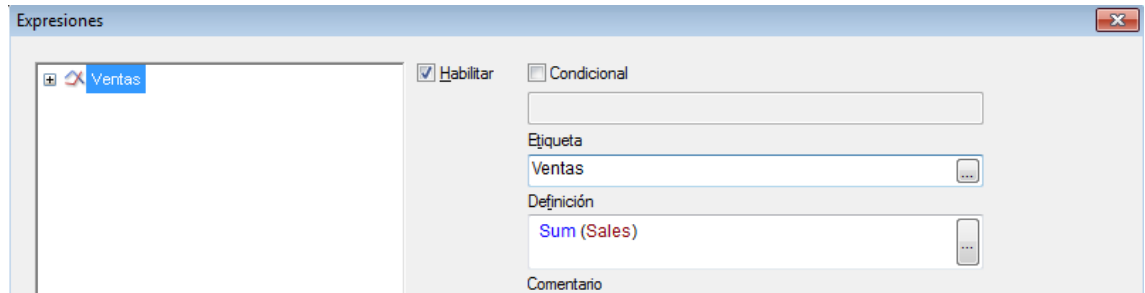 Expresiones
Ventas
Habilitar
Condicional
Etiqueta
Ventas
...
Definición
Sum (Sales)
...
Comentario